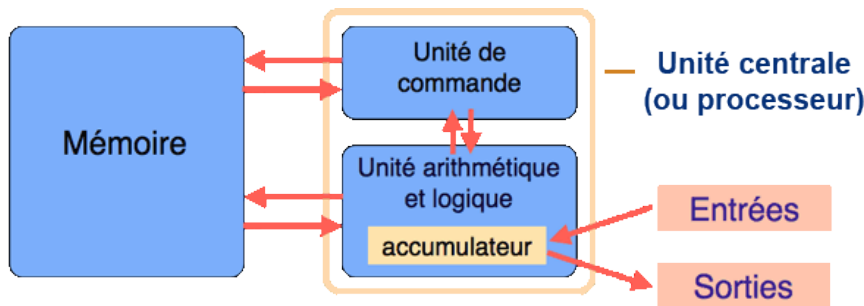 Mémoire
Unité de
commande
Unité centrale
(ou processeur)
Unité arithmétique
et logique
accumulateur
Entrées
Sorties